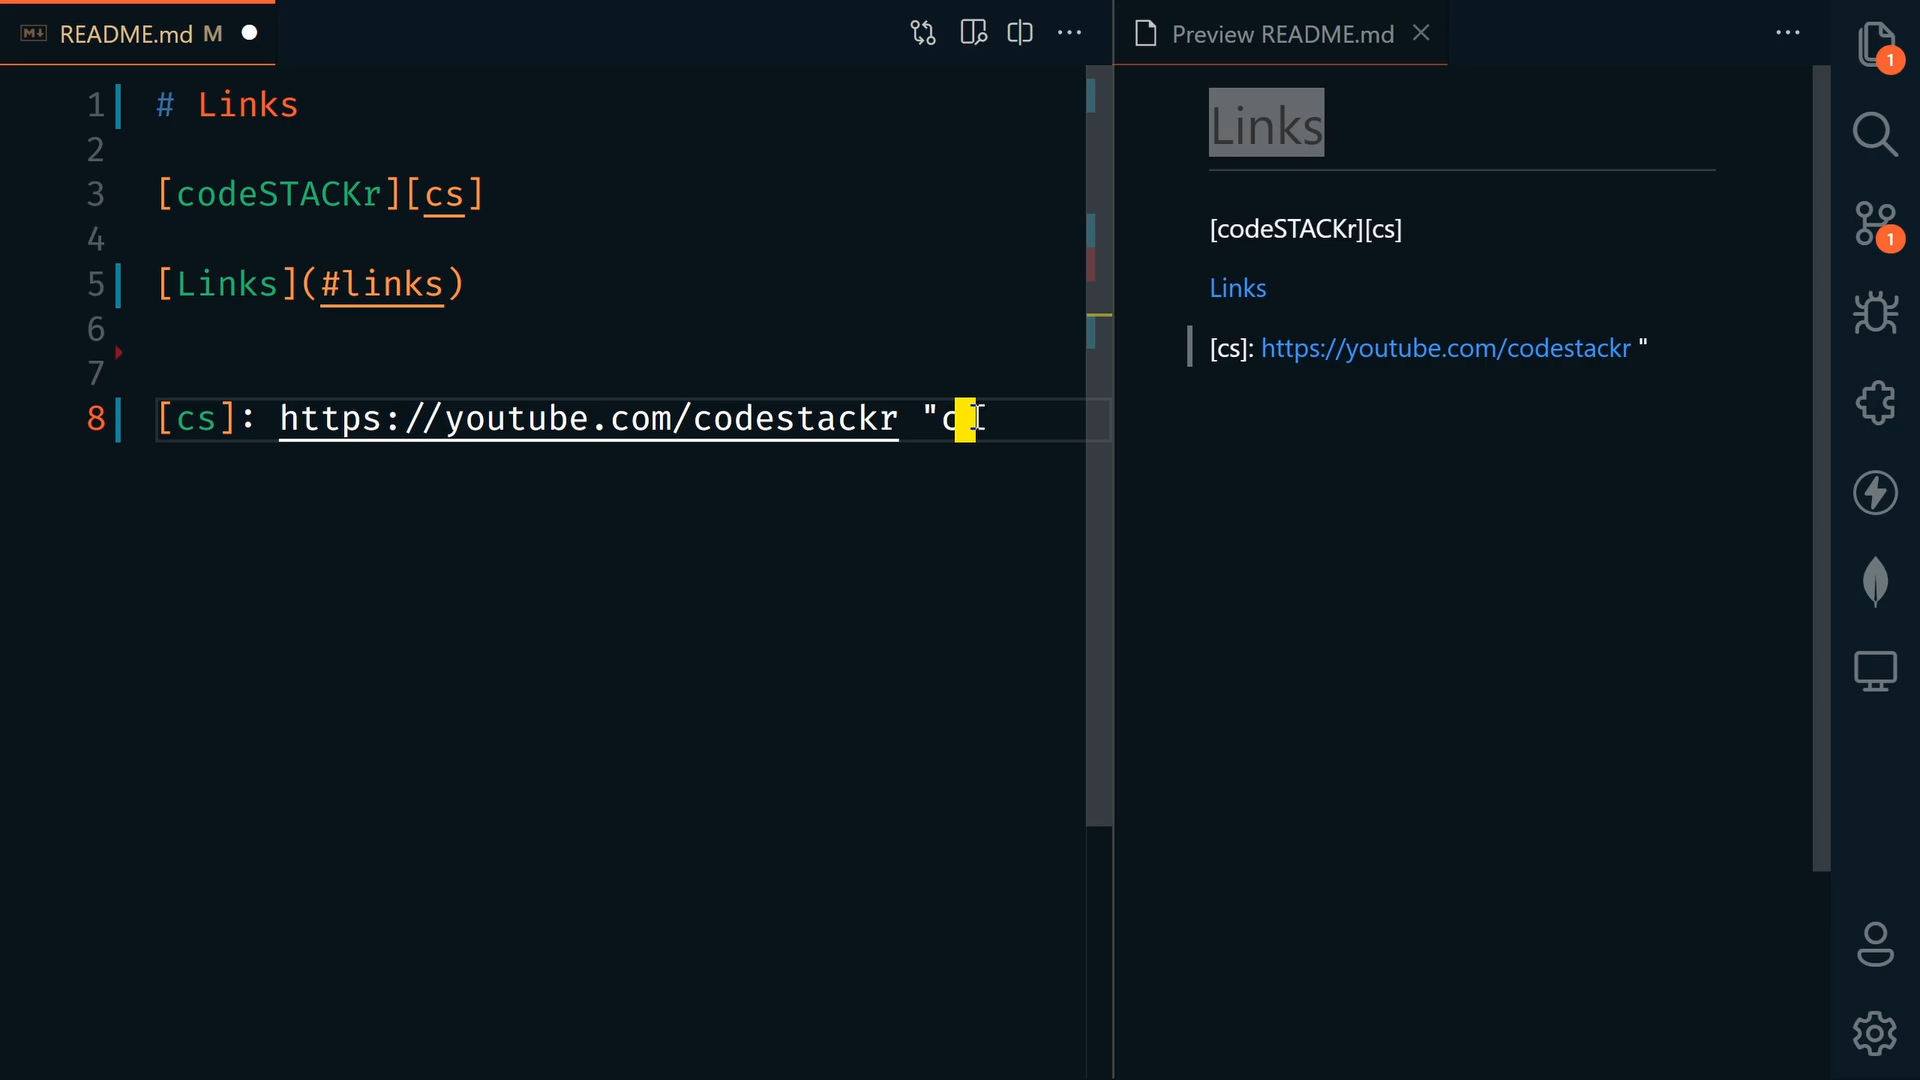 README.md M
Preview README.md
1 # Links
2
3 [codeSTACKr][cs]
4
5 [Links](#links)
6
7
8 [cs]: https://youtube.com/codestackr "c
Links
[codeSTACKr][cs]
Links
[cs]: https://youtube.com/codestackr "
1
1